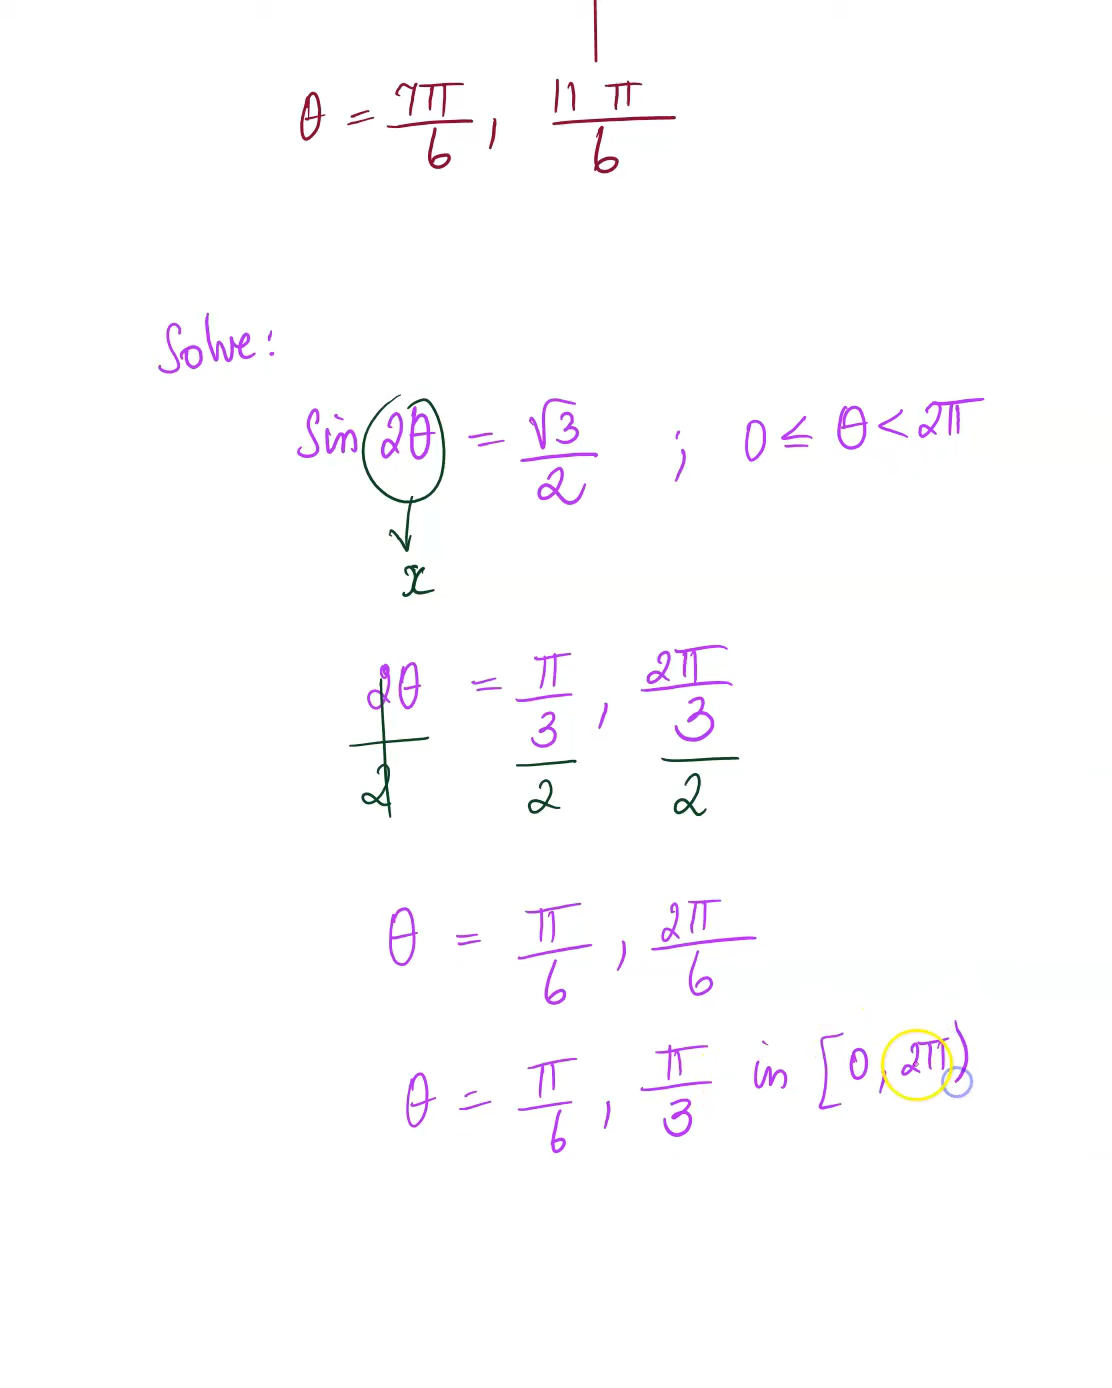 θ = 7π/6, 11π/6
Solve:
Sin 2θ = √3/2 ; 0 ≤ θ < 2π
x
2θ/2 = π/3/2, 2π/3/2
θ = π/6, 2π/6
θ = π/6, π/3 in [0, 2π)